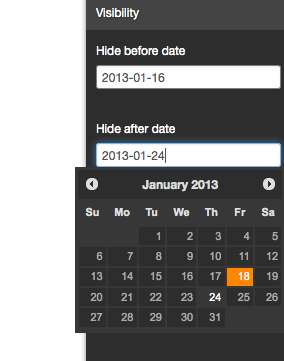 Visibility
Hide before date
2013-01-16
Hide after date
2013-01-24
January 2013
Su Mo Tu We Th Fr Sa
1 2 3 4 5
6 7 8 9 10 11 12
13 14 15 16 17 18 19
20 21 22 23 24 25 26
27 28 29 30 31